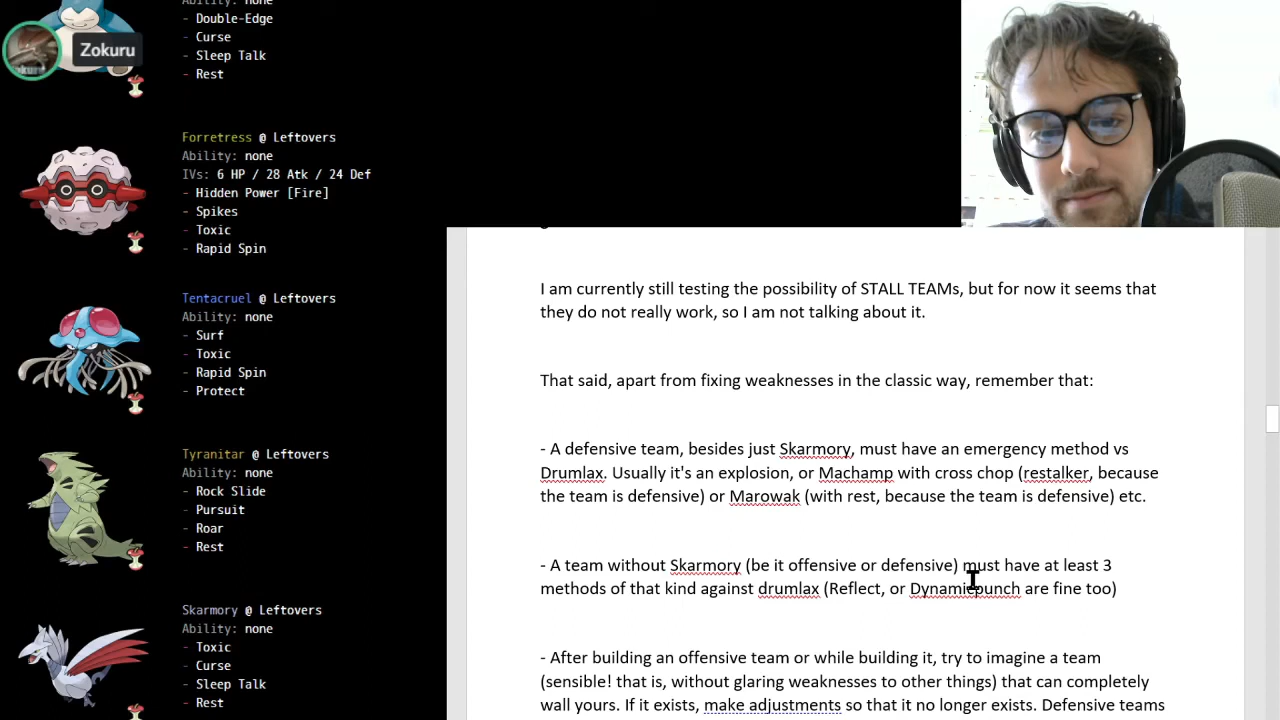 - Double-Edge
- Curse
- Sleep Talk
- Rest
Zokuru
Forretress @ Leftovers
Ability: none
IVs: 6 HP / 28 Atk / 24 Def
- Hidden Power [Fire]
- Spikes
- Toxic
- Rapid Spin
Tentacruel @ Leftovers
Ability: none
- Surf
- Toxic
- Rapid Spin
- Protect
Tyranitar @ Leftovers
Ability: none
- Rock Slide
- Pursuit
- Roar
- Rest
Skarmory @ Leftovers
Ability: none
- Toxic
- Curse
- Sleep Talk
- Rest
I am currently still testing the possibility of STALL TEAMs, but for now it seems that
they do not really work, so I am not talking about it.
That said, apart from fixing weaknesses in the classic way, remember that:
- A defensive team, besides just Skarmory, must have an emergency method vs
Drumlax. Usually it's an explosion, or Machamp with cross chop (restalker, because
the team is defensive) or Marowak (with rest, because the team is defensive) etc.
- A team without Skarmory (be it offensive or defensive) must have at least 3
methods of that kind against drumlax (Reflect, or Dynamicpunch are fine too)
- After building an offensive team or while building it, try to imagine a team
(sensible! that is, without glaring weaknesses to other things) that can completely
wall yours. If it exists, make adjustments so that it no longer exists. Defensive teams